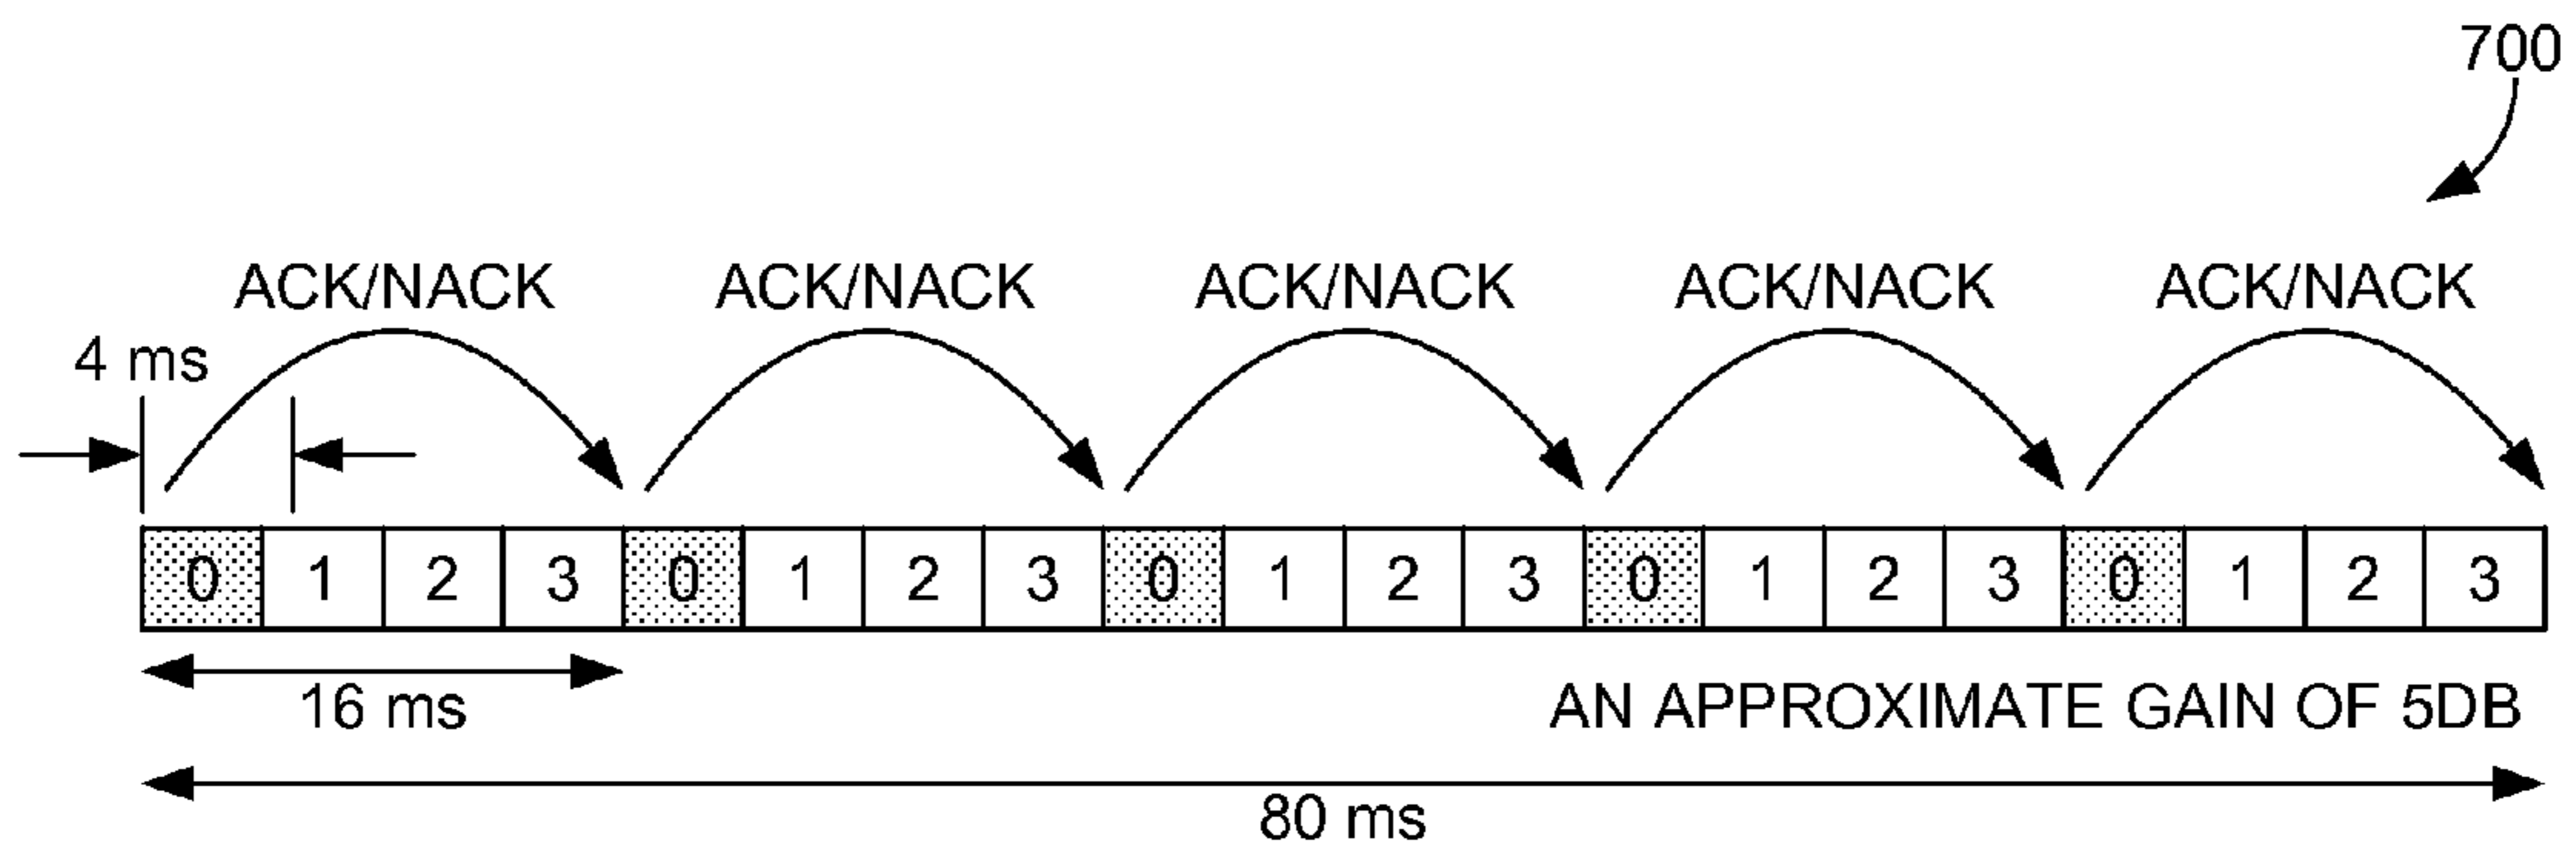 700
ACK/NACK ACK/NACK ACK/NACK ACK/NACK ACK/NACK
4 ms
0 1 2 3 0 1 2 3 0 1 2 3 0 1 2 3 0 1 2 3
16 ms
AN APPROXIMATE GAIN OF 5DB
80 ms